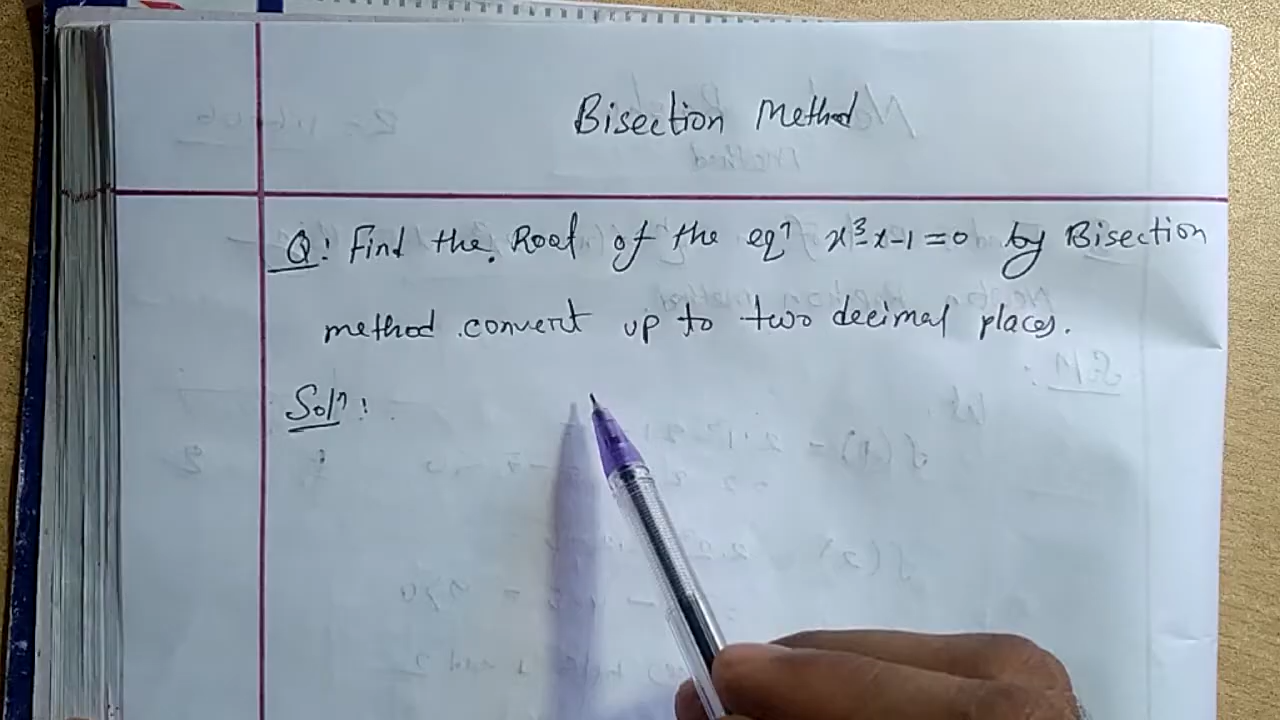 Bisection Method
Q: Find the Root of the eqn x³-x-1=0 by Bisection
method convert up to two decimal places.
Soln: